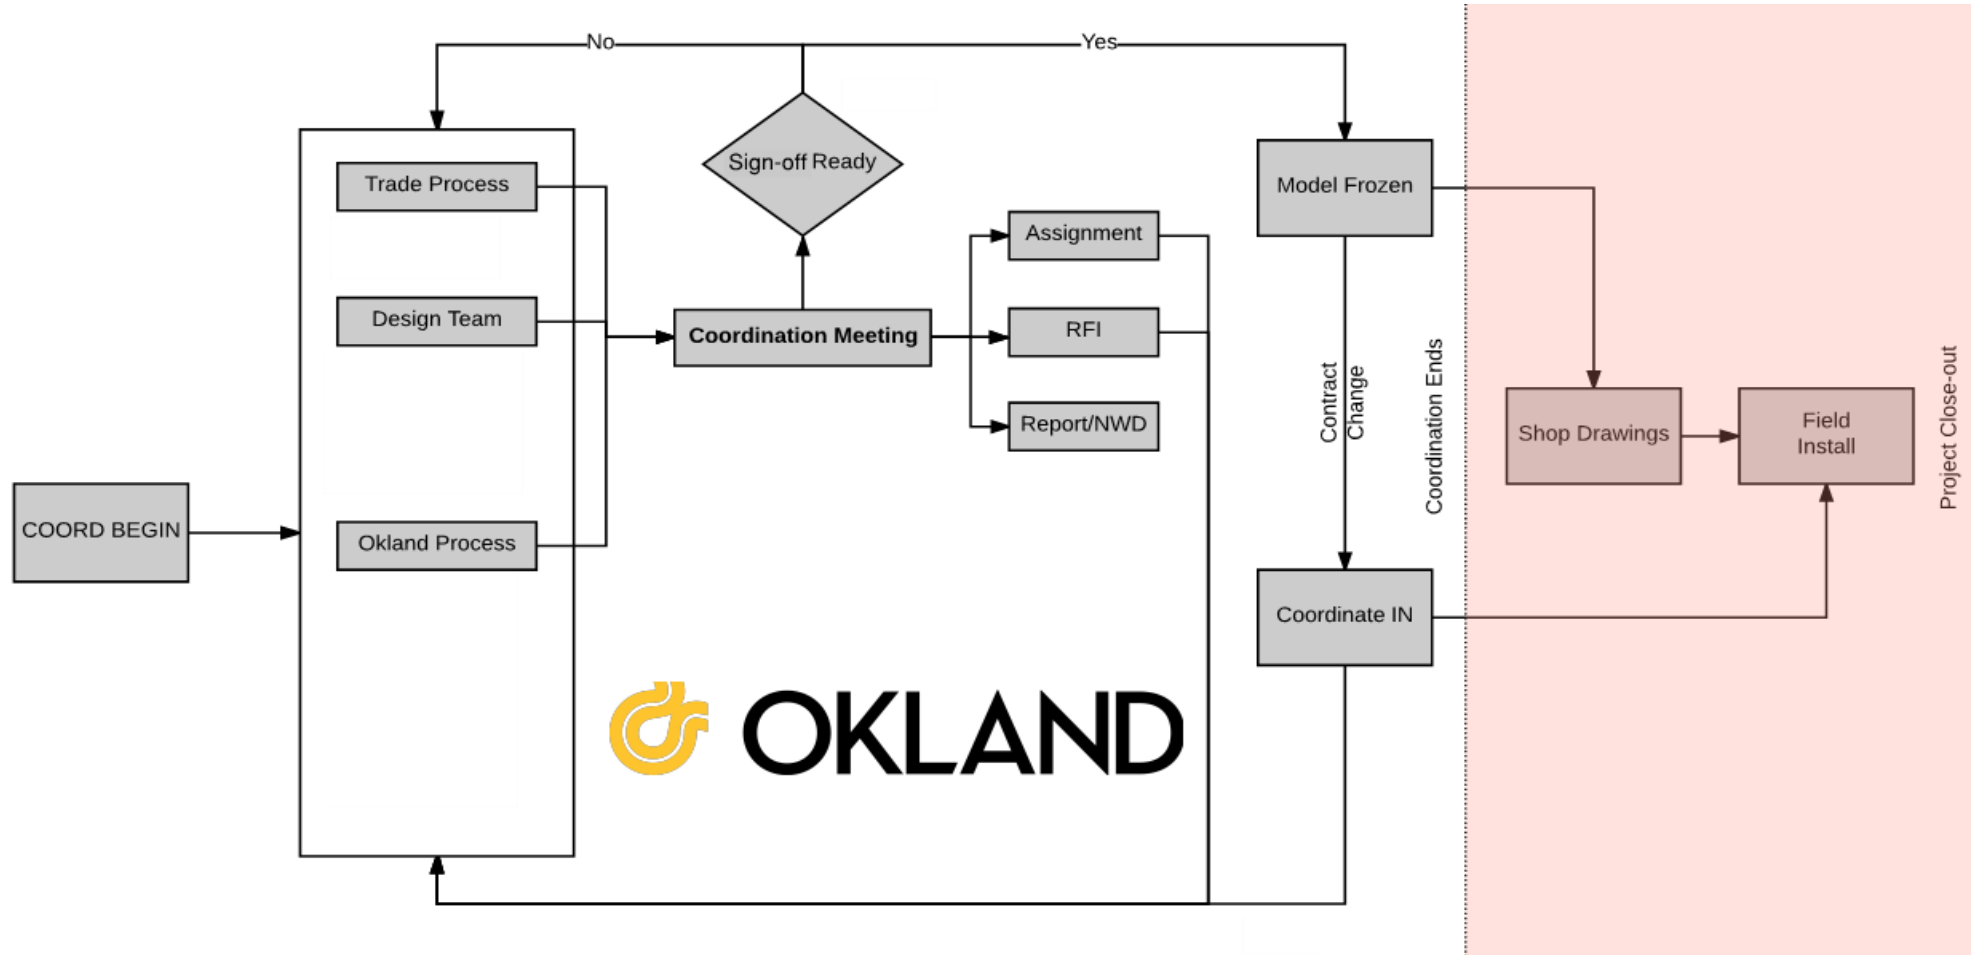 No
Yes
Sign-off Ready
Trade Process
Model Frozen
Assignment
Design Team
RFI
Coordination Meeting
Report/NWD
Contract
Change
Coordination Ends
Shop Drawings
Field
Install
Project Close-out
COORD BEGIN
Okland Process
Coordinate IN
OKLAND